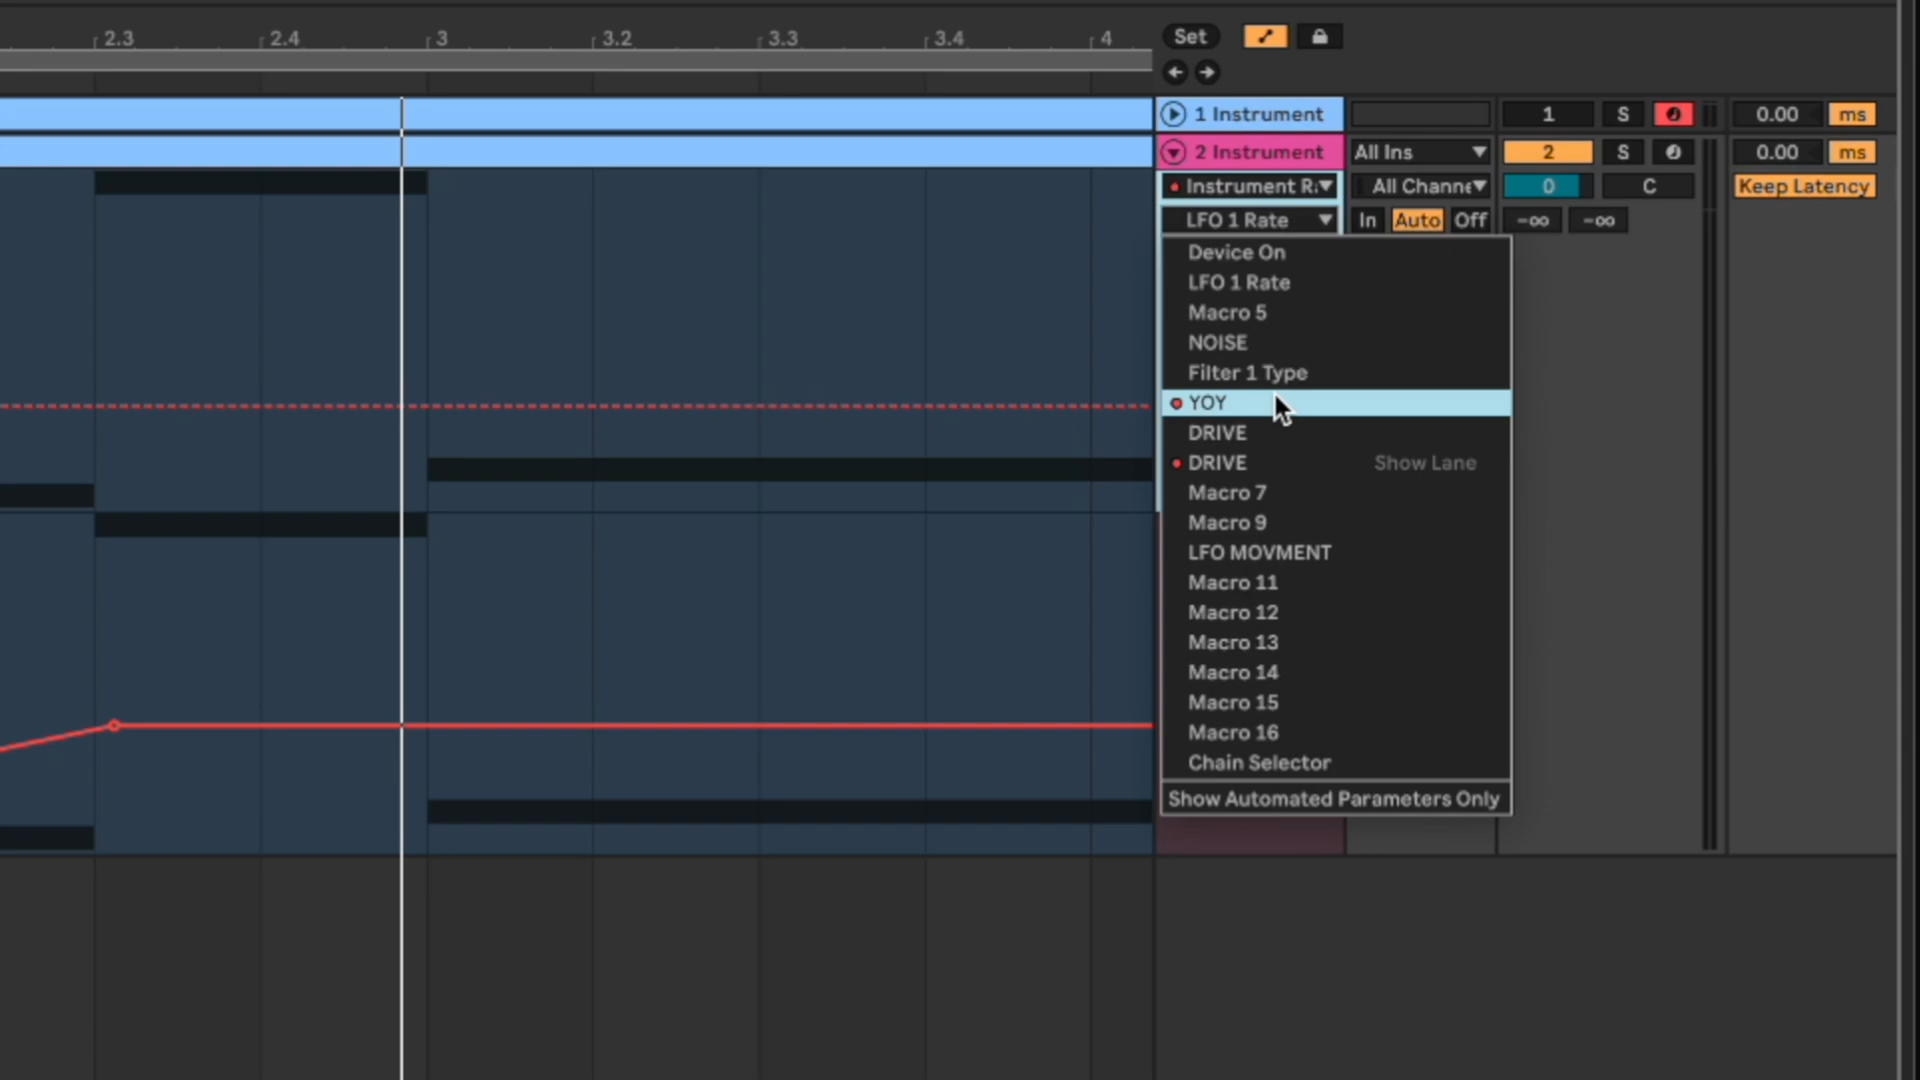 2.3 2.4 3 3.2 3.3 3.4 4 Set
1 Instrument 1 S 0.00 ms
2 Instrument All Ins 2 S 0.00 ms
Instrument R All Channe 0 C Keep Latency
LFO 1 Rate In Auto Off -∞ -∞
Device On
LFO 1 Rate
Macro 5
NOISE
Filter 1 Type
YOY
DRIVE
DRIVE Show Lane
Macro 7
Macro 9
LFO MOVMENT
Macro 11
Macro 12
Macro 13
Macro 14
Macro 15
Macro 16
Chain Selector
Show Automated Parameters Only